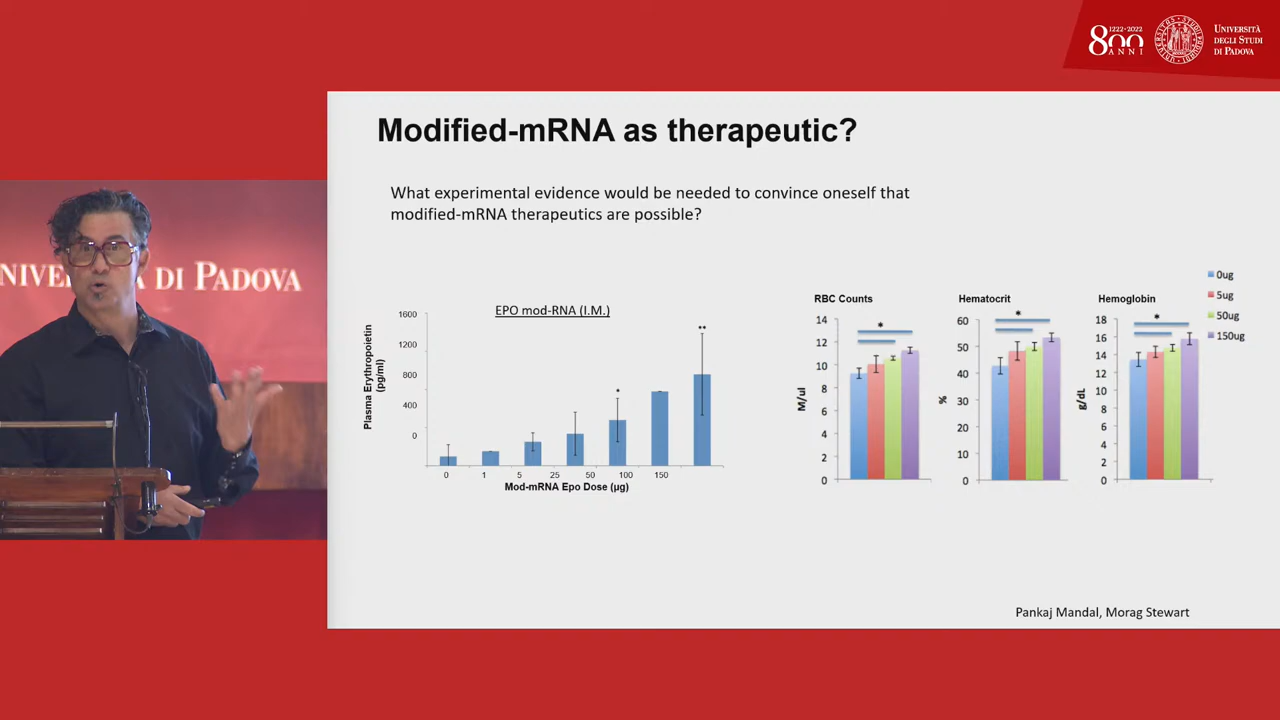 1222-2022
800
ANNI
UNIVERSITÀ
DEGLI STUDI
DI PADOVA
Modified-mRNA as therapeutic?
What experimental evidence would be needed to convince oneself that
modified-mRNA therapeutics are possible?
NIVE
DI PADOVA
EPO mod-RNA (I.M.)
Plasma Erythropoietin
(pg/ml)
1600
1200
800
400
0
*
**
0 1 5 25 50 100 150
Mod-mRNA Epo Dose (µg)
RBC Counts
M/ul
14
12
10
8
6
4
2
0
*
Hematocrit
%
60
50
40
30
20
10
0
*
Hemoglobin
g/dL
18
16
14
12
10
8
6
4
2
0
*
0ug
5ug
50ug
150ug
Pankaj Mandal, Morag Stewart